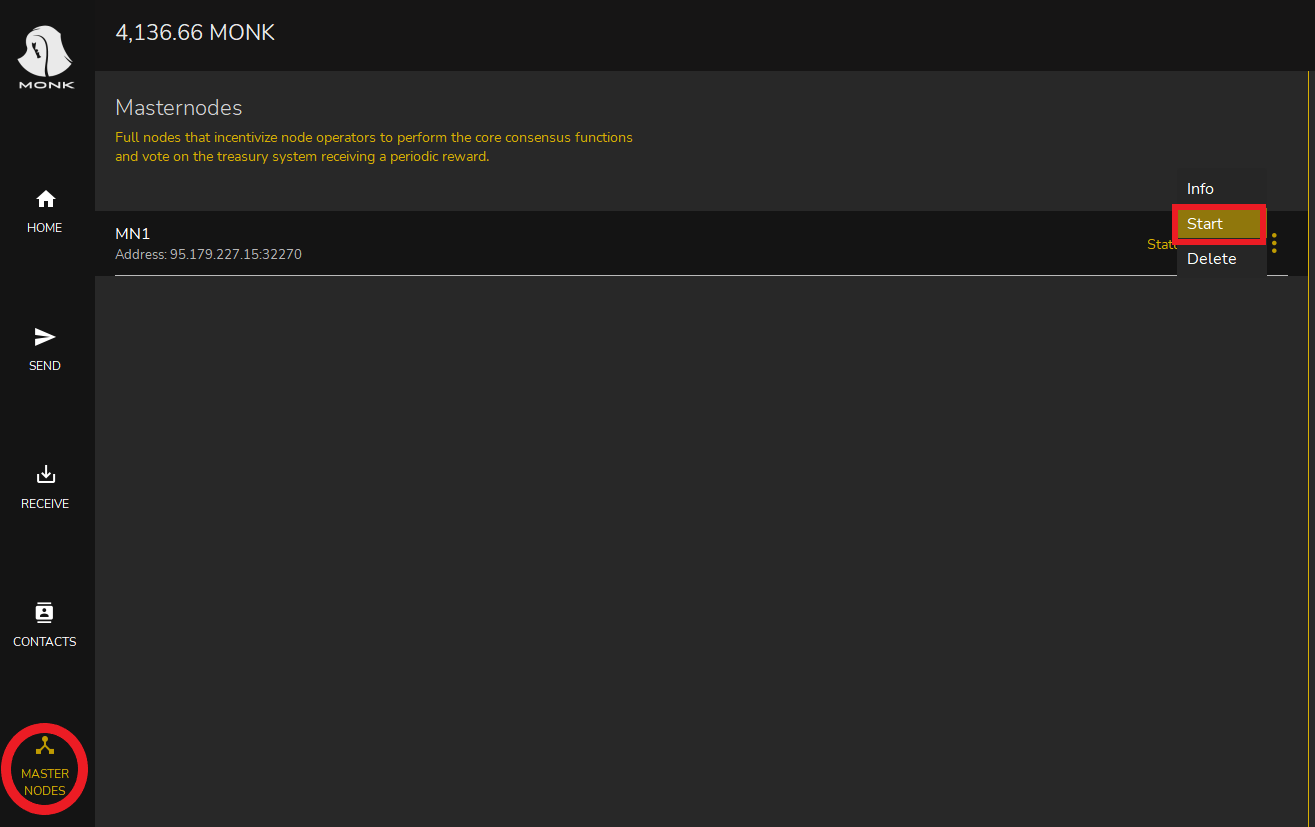 MONK
4,136.66 MONK
Masternodes
Full nodes that incentivize node operators to perform the core consensus functions
and vote on the treasury system receiving a periodic reward.
MN1
Address: 95.179.227.15:32270
Info
Start
Delete
HOME
SEND
RECEIVE
CONTACTS
MASTER
NODES